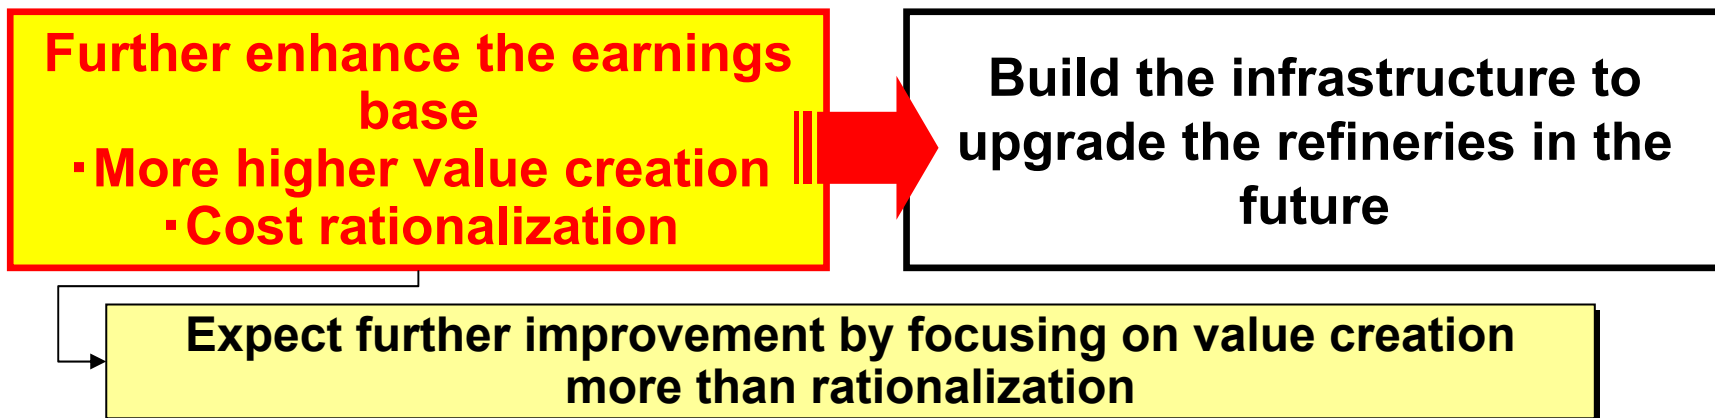 Further enhance the earnings
base
・More higher value creation
・Cost rationalization
Build the infrastructure to
upgrade the refineries in the
future
Expect further improvement by focusing on value creation
more than rationalization